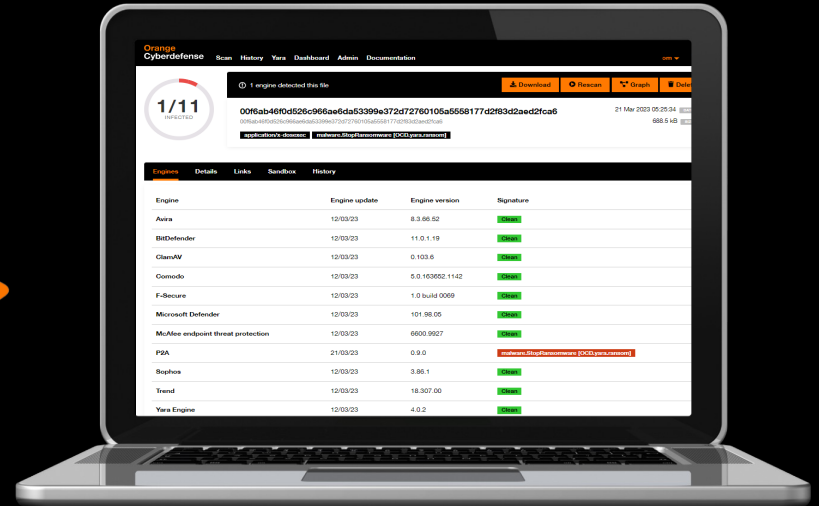 Orange
Cyberdefense Scan History Yara Dashboard Admin Documentation
1/11
INFECTED
1 engine detected this file
Download Rescan Graph Delet
00f6ab46f0d526c966ae6da53399e372d72760105a5558177d2f83d2aed2fca6
21 Mar 2023 05:25:34
00f6ab46f0d526c966ae6da53399e372d72760105a5558177d2f83d2aed2fca6
688.5 kB
application/x-dosexec malware.StopRansomware [OCD.yara.ransom]
Engines Details Links Sandbox History
Engine Engine update Engine version Signature
Avira 12/03/23 8.3.66.52 Clean
BitDefender 12/03/23 11.0.1.19 Clean
ClamAV 12/03/23 0.103.6 Clean
Comodo 12/03/23 5.0.163652.1142 Clean
F-Secure 12/03/23 1.0 build 0069 Clean
Microsoft Defender 12/03/23 101.98.05 Clean
McAfee endpoint threat protection 12/03/23 6600.9927 Clean
P2A 21/03/23 0.9.0 malware.StopRansomware [OCD.yara.ransom]
Sophos 12/03/23 3.86.1 Clean
Trend 12/03/23 18.307.00 Clean
Yara Engine 12/03/23 4.0.2 Clean